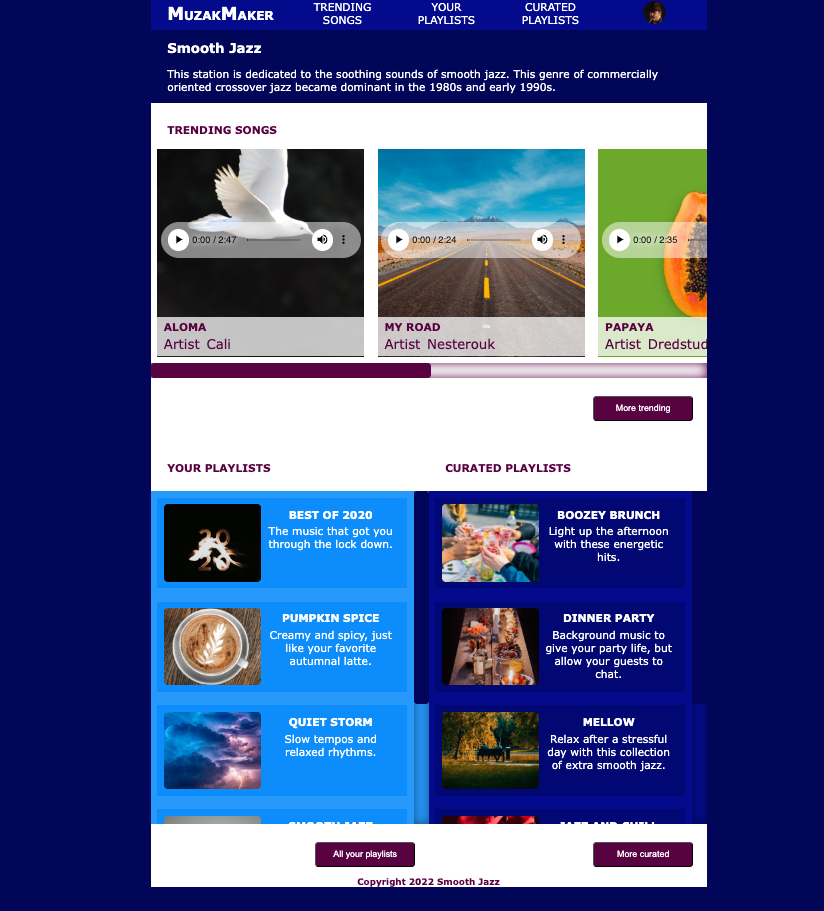 MuzakMaker
TRENDING
SONGS
YOUR
PLAYLISTS
CURATED
PLAYLISTS
Smooth Jazz
This station is dedicated to the soothing sounds of smooth jazz. This genre of commercially
oriented crossover jazz became dominant in the 1980s and early 1990s.
TRENDING SONGS
0:00 / 2:47
0:00 / 2:24
0:00 / 2:35
ALOMA
Artist Cali
MY ROAD
Artist Nesterouk
PAPAYA
Artist Dredstud
More trending
YOUR PLAYLISTS
2020
BEST OF 2020
The music that got you
through the lock down.
PUMPKIN SPICE
Creamy and spicy, just
like your favorite
autumnal latte.
QUIET STORM
Slow tempos and
relaxed rhythms.
SMOOTH JAZZ
All your playlists
CURATED PLAYLISTS
BOOZEY BRUNCH
Light up the afternoon
with these energetic
hits.
DINNER PARTY
Background music to
give your party life, but
allow your guests to
chat.
MELLOW
Relax after a stressful
day with this collection
of extra smooth jazz.
JAZZ AND CHILL
More curated
Copyright 2022 Smooth Jazz